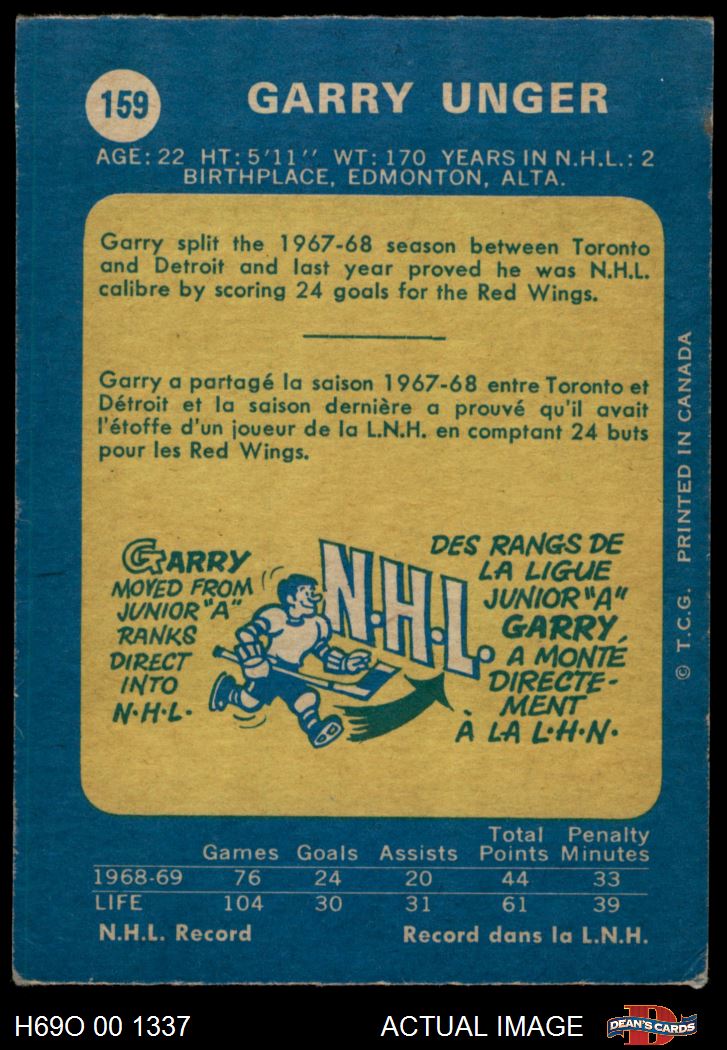 159
GARRY UNGER
AGE: 22 HT: 5'11" WT: 170 YEARS IN N.H.L.: 2
BIRTHPLACE, EDMONTON, ALTA.
Garry split the 1967-68 season between Toronto
and Detroit and last year proved he was N.H.L.
calibre by scoring 24 goals for the Red Wings.
Garry a partagé la saison 1967-68 entre Toronto et
Détroit et la saison dernière a prouvé qu'il avait
l'étoffe d'un joueur de la L.N.H. en comptant 24 buts
pour les Red Wings.
GARRY
MOVED FROM
JUNIOR "A"
RANKS
DIRECT
INTO
N·H·L·
N·H·L·
DES RANGS DE
LA LIGUE
JUNIOR "A"
GARRY
A MONTÉ
DIRECTE-
MENT
À LA L·H·N·
© T.C.G. PRINTED IN CANADA
Games Goals Assists Total Points Penalty Minutes
1968-69 76 24 20 44 33
LIFE 104 30 31 61 39
N.H.L. Record Record dans la L.N.H.
H69O 00 1337 ACTUAL IMAGE
DEAN'S CARDS